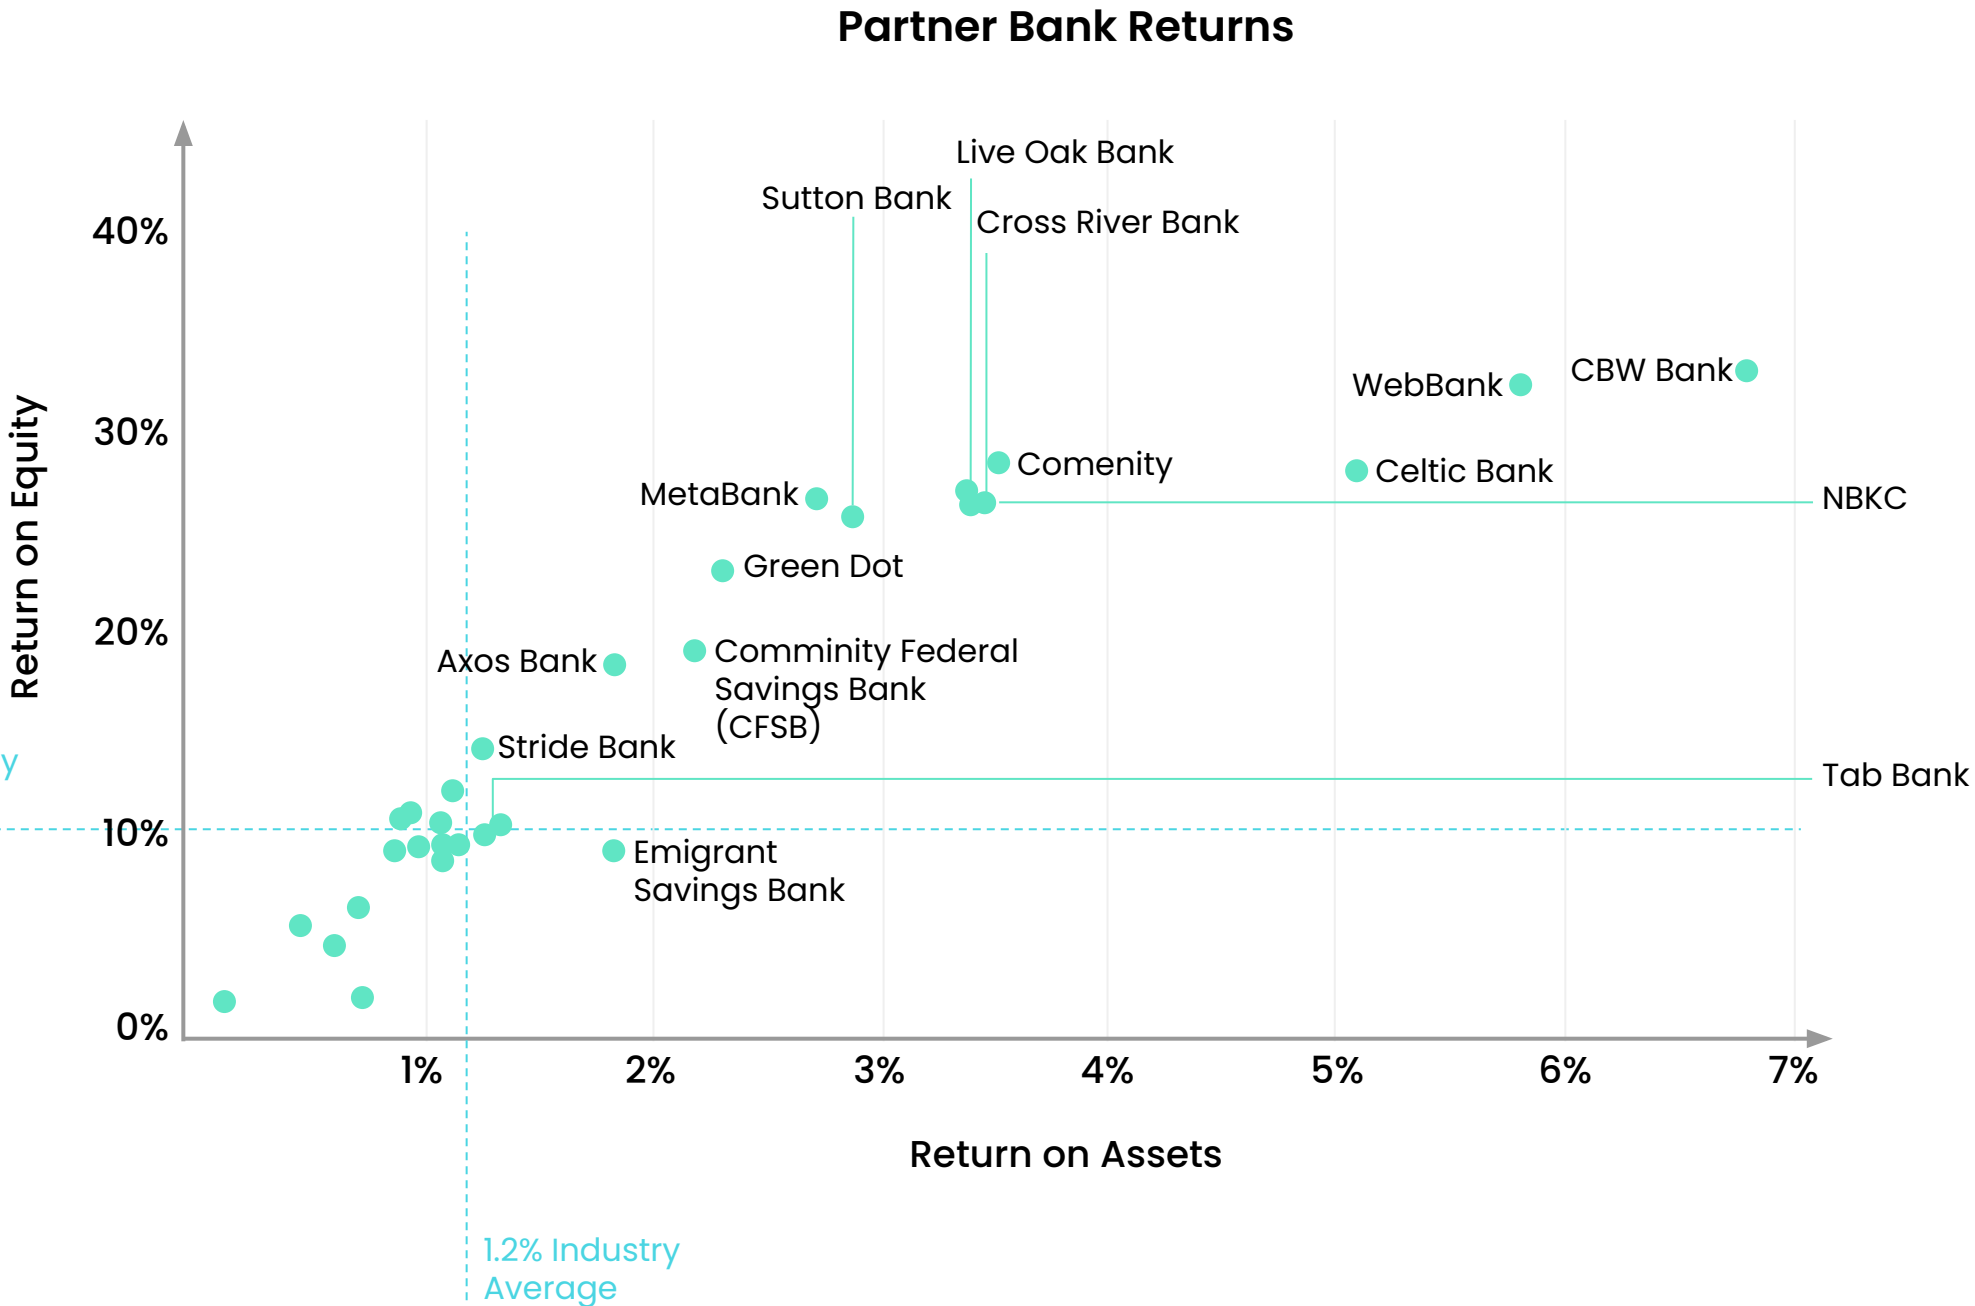 Partner Bank Returns
Live Oak Bank
Sutton Bank
Cross River Bank
40%
CBW Bank
WebBank
30%
Comenity
Celtic Bank
MetaBank
NBKC
Green Dot
Return on Equity
20%
Comminity Federal
Savings Bank
(CFSB)
Axos Bank
Stride Bank
y
Tab Bank
10%
Emigrant
Savings Bank
0%
1%
2%
3%
4%
5%
6%
7%
Return on Assets
1.2% Industry
Average